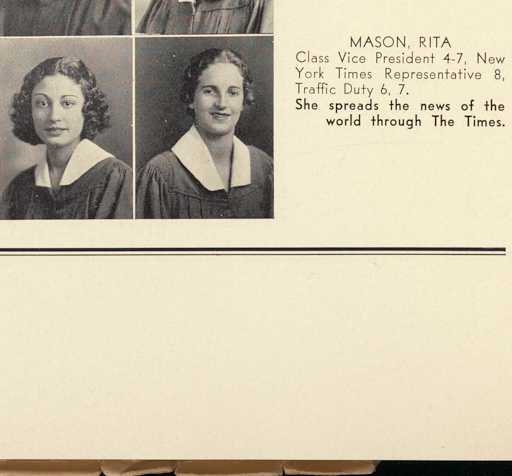 MASON, RITA
Class Vice President 4-7, New
York Times Representative 8,
Traffic Duty 6, 7.
She spreads the news of the
world through The Times.